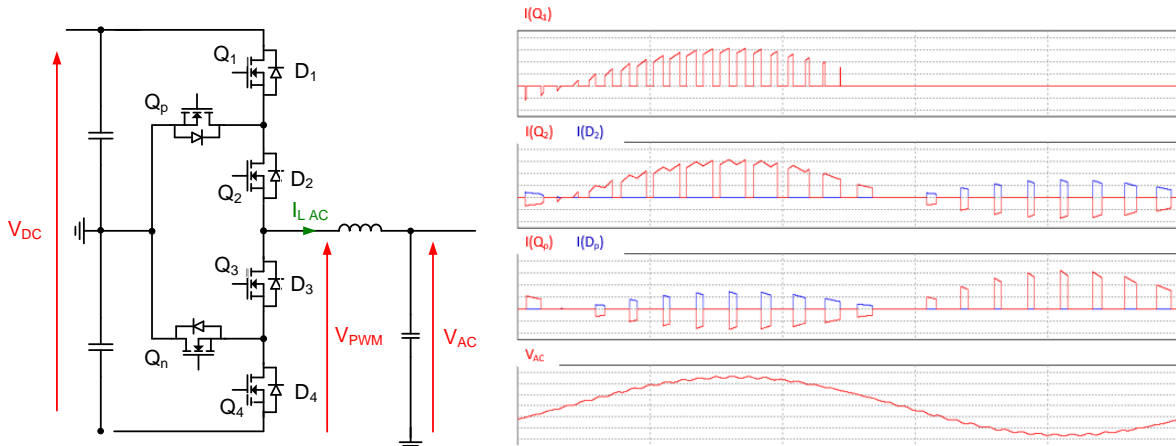 Q1
D1
Qp
Q2
D2
I L AC
VDC
Q3
D3
VPWM
VAC
Qn
Q4
D4
I(Q1)
I(Q2) I(D2)
I(Qp) I(Dp)
VAC